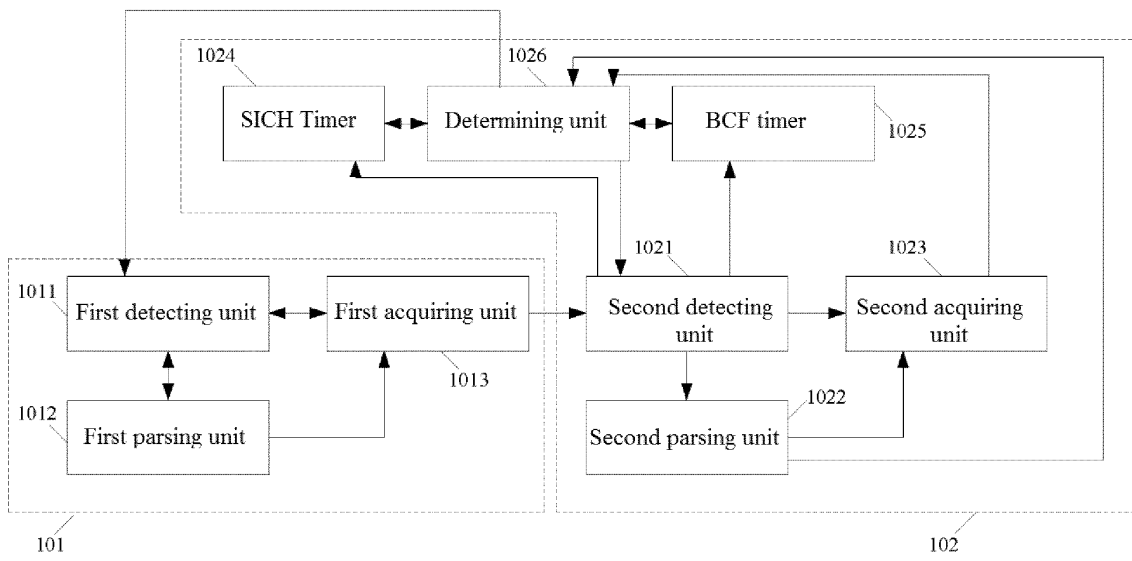 1024
1026
SICH Timer
Determining unit
BCF timer
1025
1021
1023
1011
First detecting unit
First acquiring unit
Second detecting
unit
Second acquiring
unit
1013
1012
First parsing unit
1022
Second parsing unit
101
102